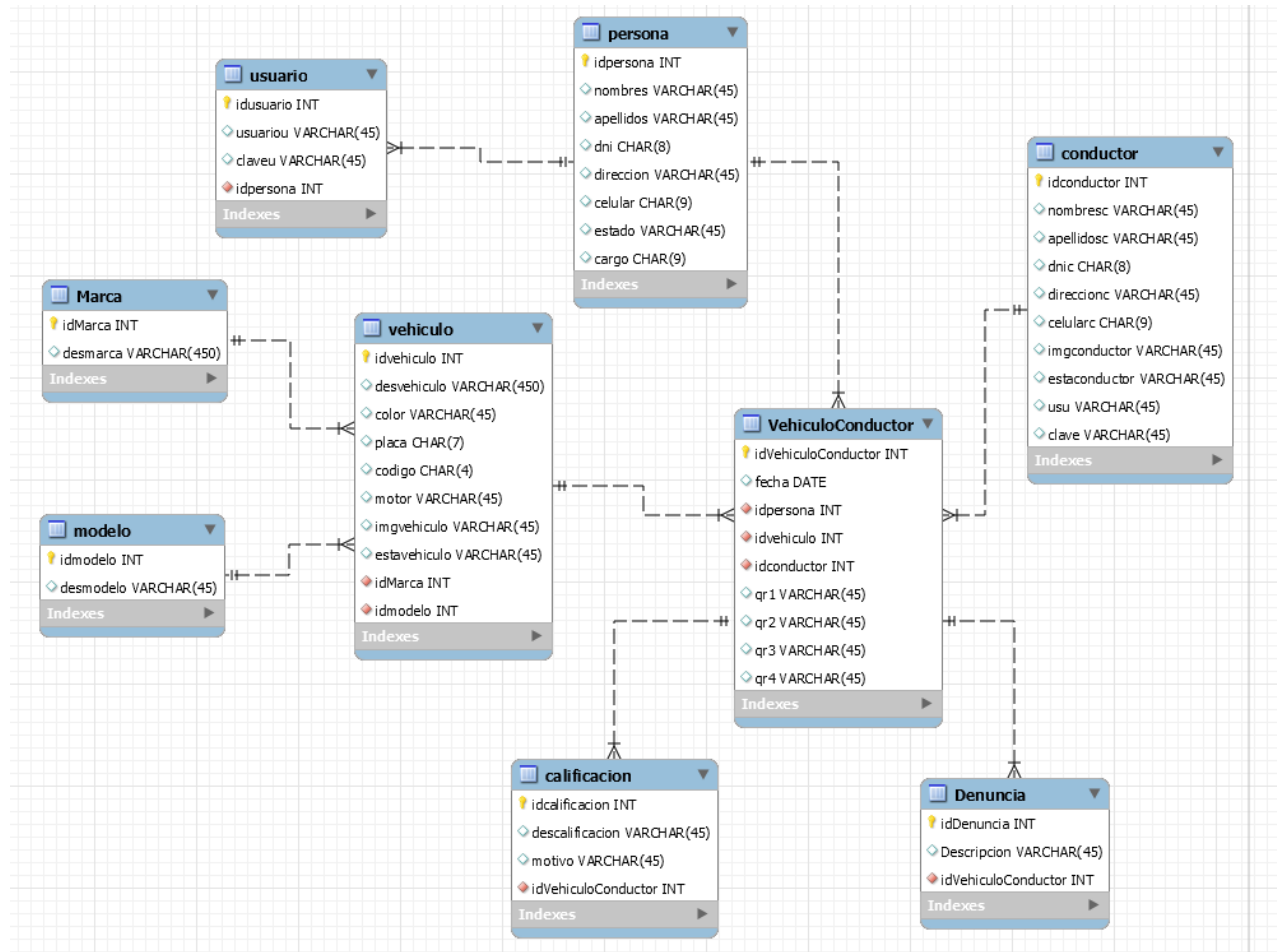 persona
idpersona INT
nombres VARCHAR(45)
apellidos VARCHAR(45)
dni CHAR(8)
direccion VARCHAR(45)
celular CHAR(9)
estado VARCHAR(45)
cargo CHAR(9)
Indexes
usuario
idusuario INT
usuariou VARCHAR(45)
claveu VARCHAR(45)
idpersona INT
Indexes
conductor
idconductor INT
nombresc VARCHAR(45)
apellidosc VARCHAR(45)
dnic CHAR(8)
direccionc VARCHAR(45)
celularc CHAR(9)
imgconductor VARCHAR(45)
estaconductor VARCHAR(45)
usu VARCHAR(45)
clave VARCHAR(45)
Indexes
Marca
idMarca INT
desmarca VARCHAR(450)
Indexes
vehiculo
idvehiculo INT
desvehiculo VARCHAR(450)
color VARCHAR(45)
placa CHAR(7)
codigo CHAR(4)
motor VARCHAR(45)
imgvehiculo VARCHAR(45)
estavehiculo VARCHAR(45)
idMarca INT
idmodelo INT
Indexes
VehiculoConductor
idVehiculoConductor INT
fecha DATE
idpersona INT
idvehiculo INT
idconductor INT
qr1 VARCHAR(45)
qr2 VARCHAR(45)
qr3 VARCHAR(45)
qr4 VARCHAR(45)
Indexes
modelo
idmodelo INT
desmodelo VARCHAR(45)
Indexes
calificacion
idcalificacion INT
descalificacion VARCHAR(45)
motivo VARCHAR(45)
idVehiculoConductor INT
Indexes
Denuncia
idDenuncia INT
Descripcion VARCHAR(45)
idVehiculoConductor INT
Indexes